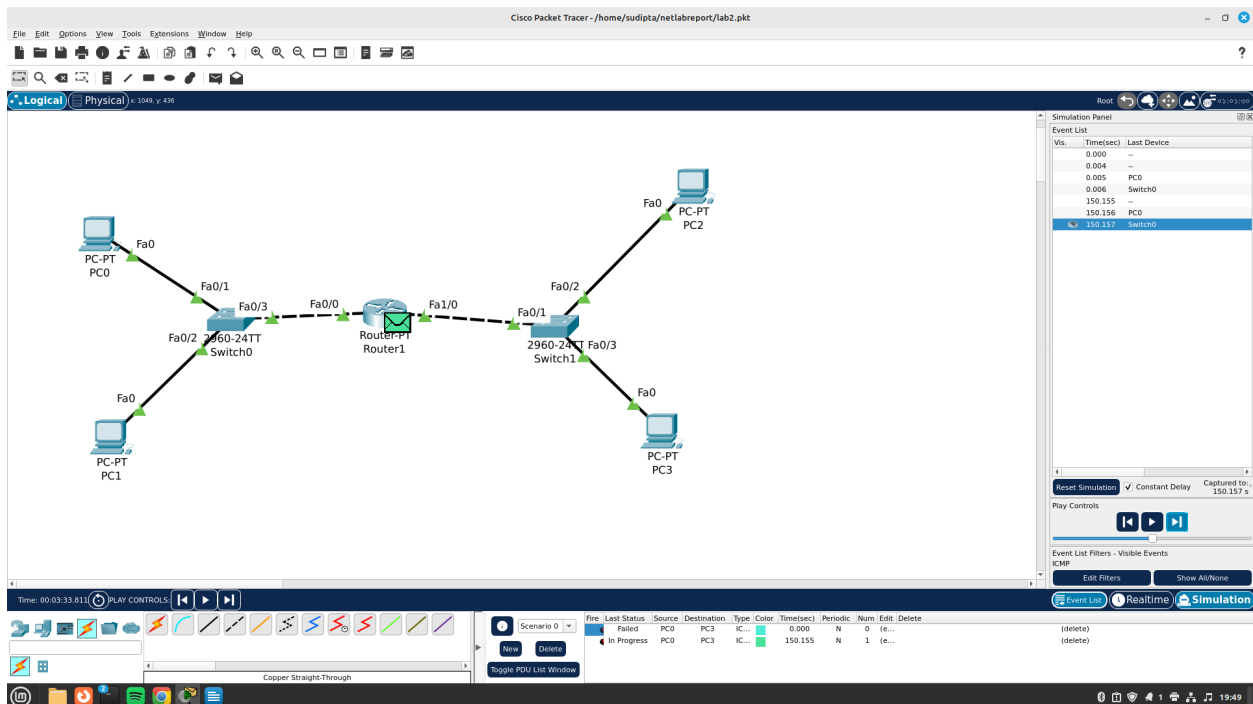 Cisco Packet Tracer - /home/sudipta/netlabreport/lab2.pkt
File Edit Options View Tools Extensions Window Help
?
Logical Physical x: 1049, y: 436 Root
Simulation Panel
Event List
Vis. Time(sec) Last Device
0.000 --
0.004 --
0.005 PC0
0.006 Switch0
150.155 --
150.156 PC0
150.157 Switch0
Fa0
PC-PT
PC0
Fa0/1
Fa0/3
Fa0/2
2960-24TT
Switch0
Fa0
PC-PT
PC1
Fa0/0
Fa1/0
Router-PT
Router1
Fa0/1
Fa0/2
2960-24TT
Fa0/3
Switch1
Fa0
PC-PT
PC2
Fa0
PC-PT
PC3
Reset Simulation Constant Delay Captured to:
150.157 s
Play Controls
Event List Filters - Visible Events
ICMP
Edit Filters Show All/None
Time: 00:03:33.811 PLAY CONTROLS:
Event List Realtime Simulation
Scenario 0
New Delete
Toggle PDU List Window
Fire Last Status Source Destination Type Color Time(sec) Periodic Num Edit Delete
Failed PC0 PC3 IC... 0.000 N 0 (e... (delete)
In Progress PC0 PC3 IC... 150.155 N 1 (e... (delete)
Copper Straight-Through
2
1 19:49